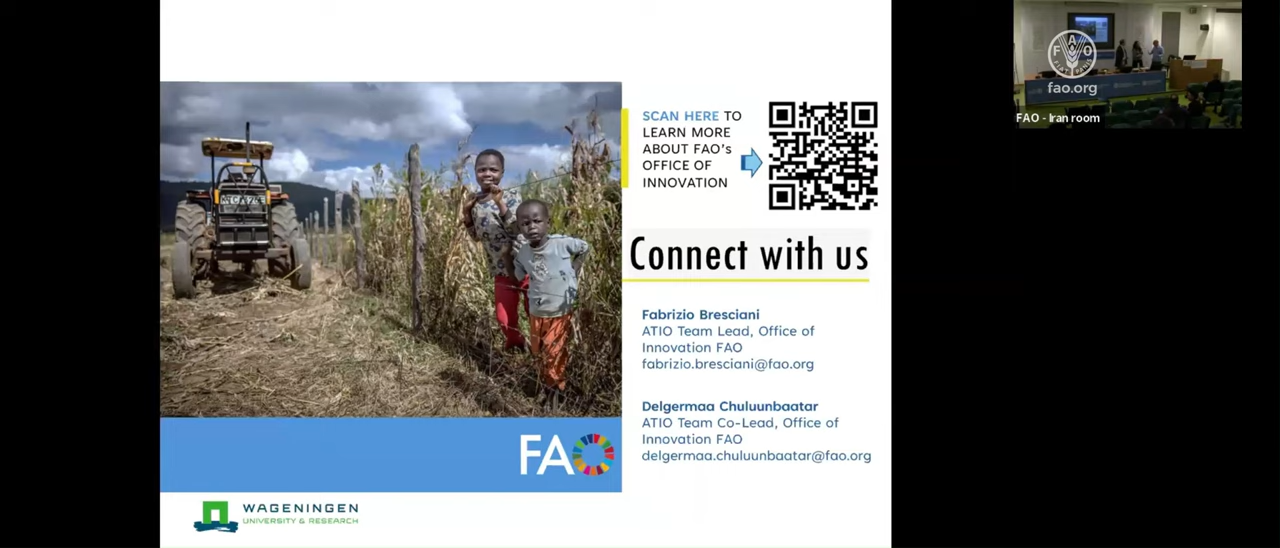 SCAN HERE TO
LEARN MORE
ABOUT FAO's
OFFICE OF
INNOVATION
Connect with us
Fabrizio Bresciani
ATIO Team Lead, Office of
Innovation FAO
fabrizio.bresciani@fao.org
Delgermaa Chuluunbaatar
ATIO Team Co-Lead, Office of
Innovation FAO
delgermaa.chuluunbaatar@fao.org
FAO
WAGENINGEN
UNIVERSITY & RESEARCH
F A O
FIAT PANIS
fao.org
FAO - Iran room